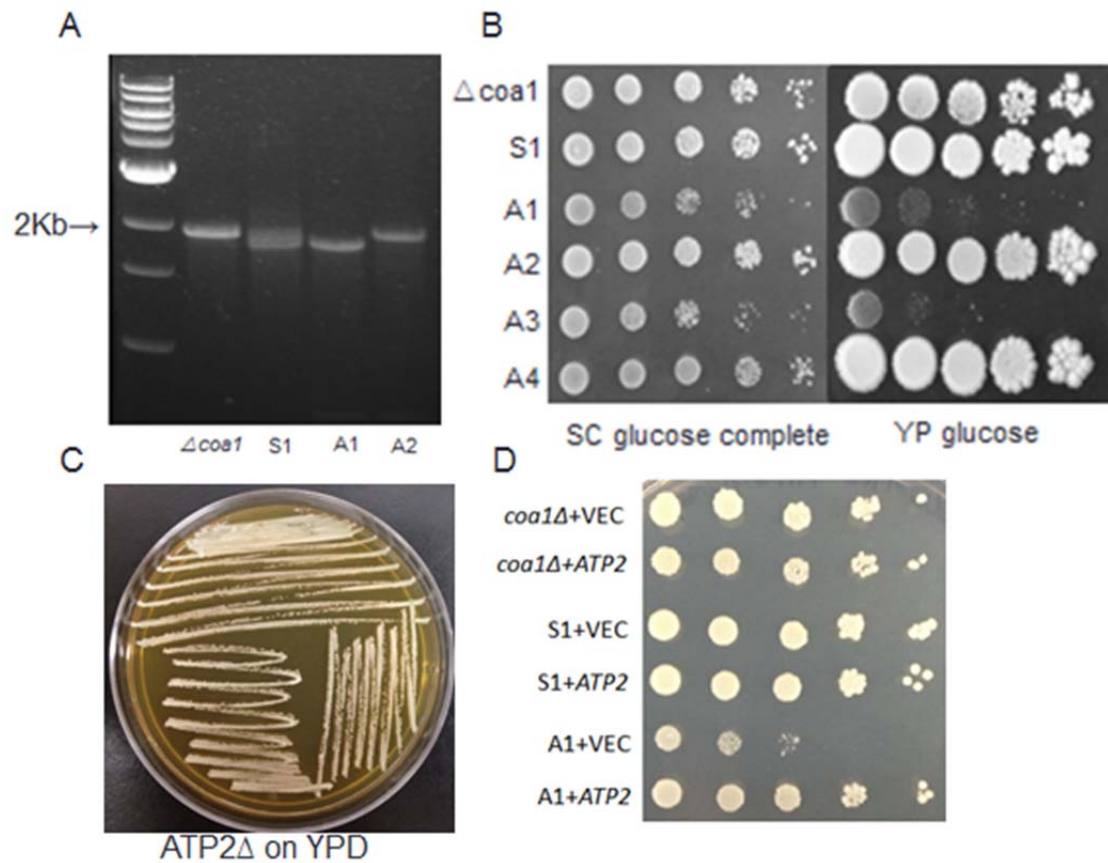 A
2Kb→
Δcoa1 S1 A1 A2
B
△coa1
S1
A1
A2
A3
A4
SC glucose complete YP glucose
C
ATP2Δ on YPD
D
coa1Δ+VEC
coa1Δ+ATP2
S1+VEC
S1+ATP2
A1+VEC
A1+ATP2